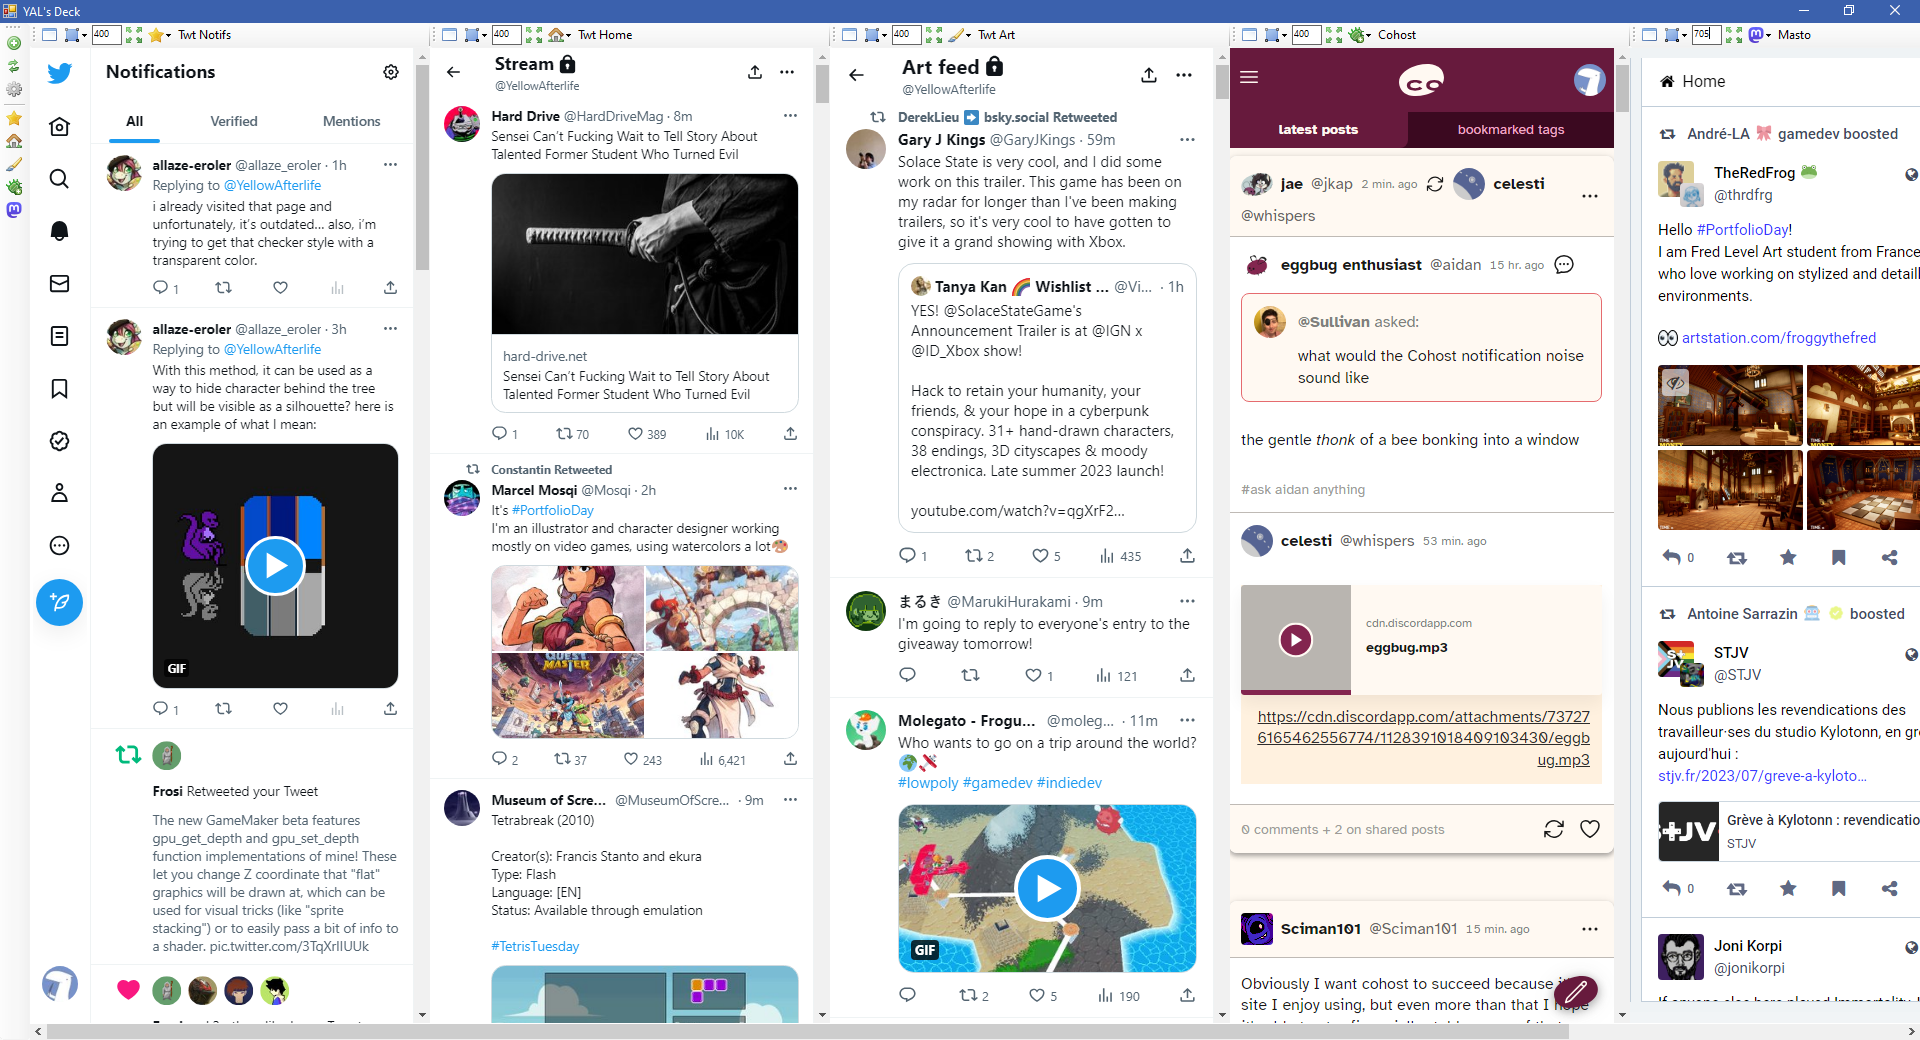 YAL's Deck
400
Twt Notifs
400
Twt Home
400
Twt Art
400
Cohost
705
Masto
Notifications
All
Verified
Mentions
allaze-eroler @allaze_eroler · 1h
Replying to @YellowAfterlife
i already visited that page and
unfortunately, it's outdated... also, i'm
trying to get that checker style with a
transparent color.
1
allaze-eroler @allaze_eroler · 3h
Replying to @YellowAfterlife
With this method, it can be used as a
way to hide character behind the tree
but will be visible as a silhouette? here is
an example of what I mean:
GIF
1
Frosi Retweeted your Tweet
The new GameMaker beta features
gpu_get_depth and gpu_set_depth
function implementations of mine! These
let you change Z coordinate that "flat"
graphics will be drawn at, which can be
used for visual tricks (like "sprite
stacking") or to easily pass a bit of info to
a shader. pic.twitter.com/3TqXrlIUUk
Stream
@YellowAfterlife
Hard Drive @HardDriveMag · 8m
Sensei Can't Fucking Wait to Tell Story About
Talented Former Student Who Turned Evil
hard-drive.net
Sensei Can't Fucking Wait to Tell Story About
Talented Former Student Who Turned Evil
1 70 389 10K
Constantin Retweeted
Marcel Mosqi @Mosqi · 2h
It's #PortfolioDay
I'm an illustrator and character designer working
mostly on video games, using watercolors a lot
QUEST
MASTER
2 37 243 6,421
Museum of Scre... @MuseumOfScre... · 9m
Tetrabreak (2010)
Creator(s): Francis Stanto and ekura
Type: Flash
Language: [EN]
Status: Available through emulation
#TetrisTuesday
Art feed
@YellowAfterlife
DerekLieu ➡ bsky.social Retweeted
Gary J Kings @GaryJKings · 59m
Solace State is very cool, and I did some
work on this trailer. This game has been on
my radar for longer than I've been making
trailers, so it's very cool to have gotten to
give it a grand showing with Xbox.
Tanya Kan 🌈 Wishlist ... @Vi... · 1h
YES! @SolaceStateGame's
Announcement Trailer is at @IGN x
@ID_Xbox show!
Hack to retain your humanity, your
friends, & your hope in a cyberpunk
conspiracy. 31+ hand-drawn characters,
38 endings, 3D cityscapes & moody
electronica. Late summer 2023 launch!
youtube.com/watch?v=qgXrF2...
1 2 5 435
まるき @MarukiHurakami · 9m
I'm going to reply to everyone's entry to the
giveaway tomorrow!
1 121
Molegato - Frogu... @moleg... · 11m
Who wants to go on a trip around the world?
#lowpoly #gamedev #indiedev
GIF
2 5 190
co
latest posts
bookmarked tags
jae @jkap 2 min. ago celesti
@whispers
eggbug enthusiast @aidan 15 hr. ago
@Sullivan asked:
what would the Cohost notification noise
sound like
the gentle thonk of a bee bonking into a window
#ask aidan anything
celesti @whispers 53 min. ago
cdn.discordapp.com
eggbug.mp3
https://cdn.discordapp.com/attachments/73727
6165462556774/1128391018409103430/eggb
ug.mp3
0 comments + 2 on shared posts
Sciman101 @Sciman101 15 min. ago
Obviously I want cohost to succeed because
site I enjoy using, but even more than that I
Home
André-LA 🎀 gamedev boosted
TheRedFrog 🐸
@thrdfrg
Hello #PortfolioDay!
I am Fred Level Art student from France
who love working on stylized and detaill
environments.
👀 artstation.com/froggythefred
0
Antoine Sarrazin boosted
STJV
@STJV
Nous publions les revendications des
travailleur·ses du studio Kylotonn, en gr
aujourd'hui :
stjv.fr/2023/07/greve-a-kyloto...
S+JV
Grève à Kylotonn : revendicatio
STJV
0
Joni Korpi
@jonikorpi